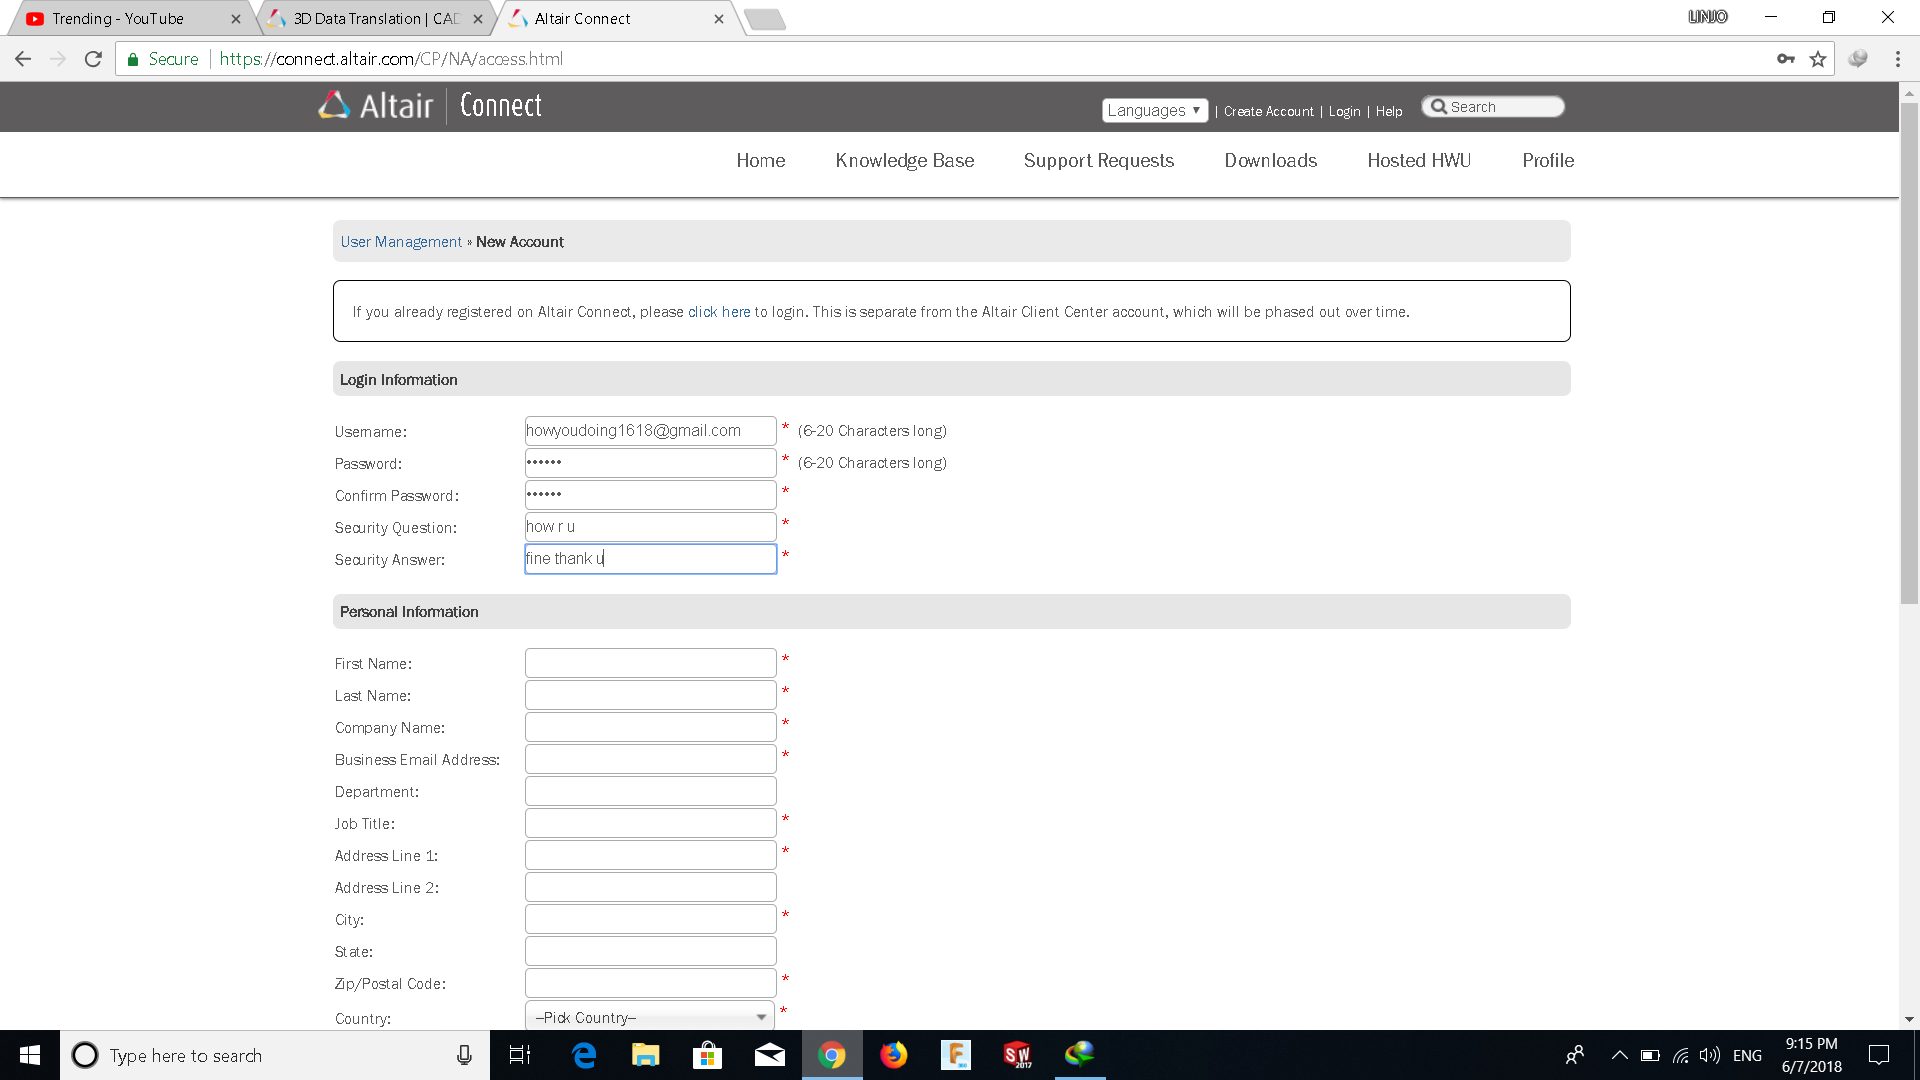 Trending - YouTube
3D Data Translation | CAD
Altair Connect
LINJO
Secure
https://connect.altair.com/CP/NA/access.html
Altair Connect
Languages
| Create Account | Login | Help
Search
Home
Knowledge Base
Support Requests
Downloads
Hosted HWU
Profile
User Management » New Account
If you already registered on Altair Connect, please click here to login. This is separate from the Altair Client Center account, which will be phased out over time.
Login Information
Username: howyoudoing1618@gmail.com * (6-20 Characters long)
Password: •••••• * (6-20 Characters long)
Confirm Password: •••••• *
Security Question: how r u *
Security Answer: fine thank u *
Personal Information
First Name: *
Last Name: *
Company Name: *
Business Email Address: *
Department:
Job Title: *
Address Line 1: *
Address Line 2:
City: *
State:
Zip/Postal Code: *
Country: --Pick Country-- *
Type here to search
SW
2017
ENG
9:15 PM
6/7/2018